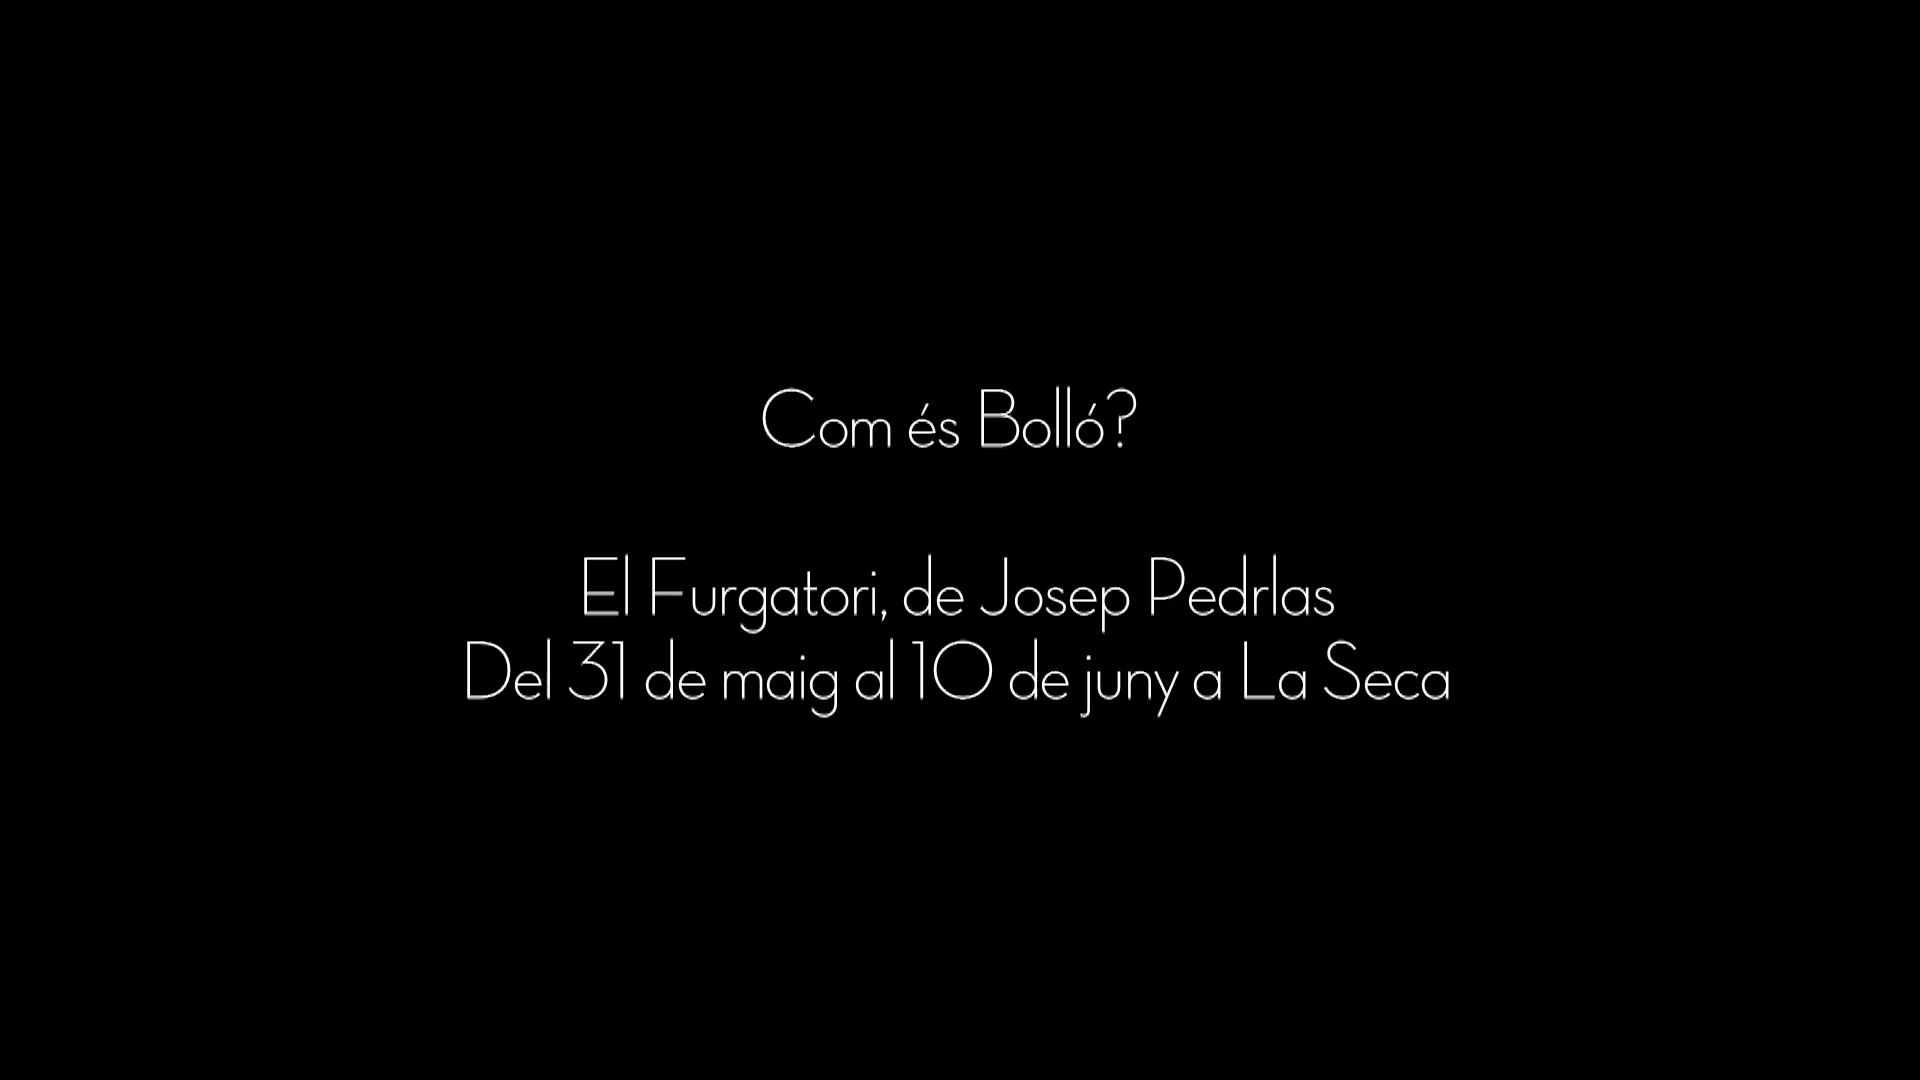 Com és Bolló?
El Furgatori, de Josep Pedrlas
Del 31 de maig al 10 de juny a La Seca